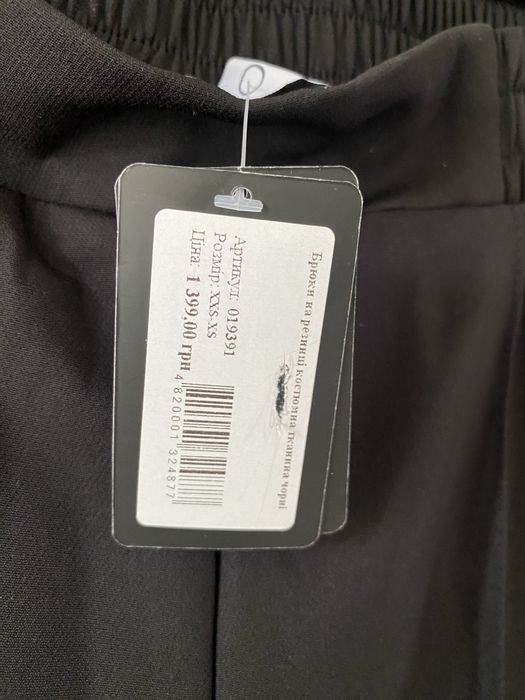 Брюки на резинці костюмна тканина чорні
Артикул: 019391
Розмір: xxs-xs
Ціна: 1 399,00 грн
4 820001 324877